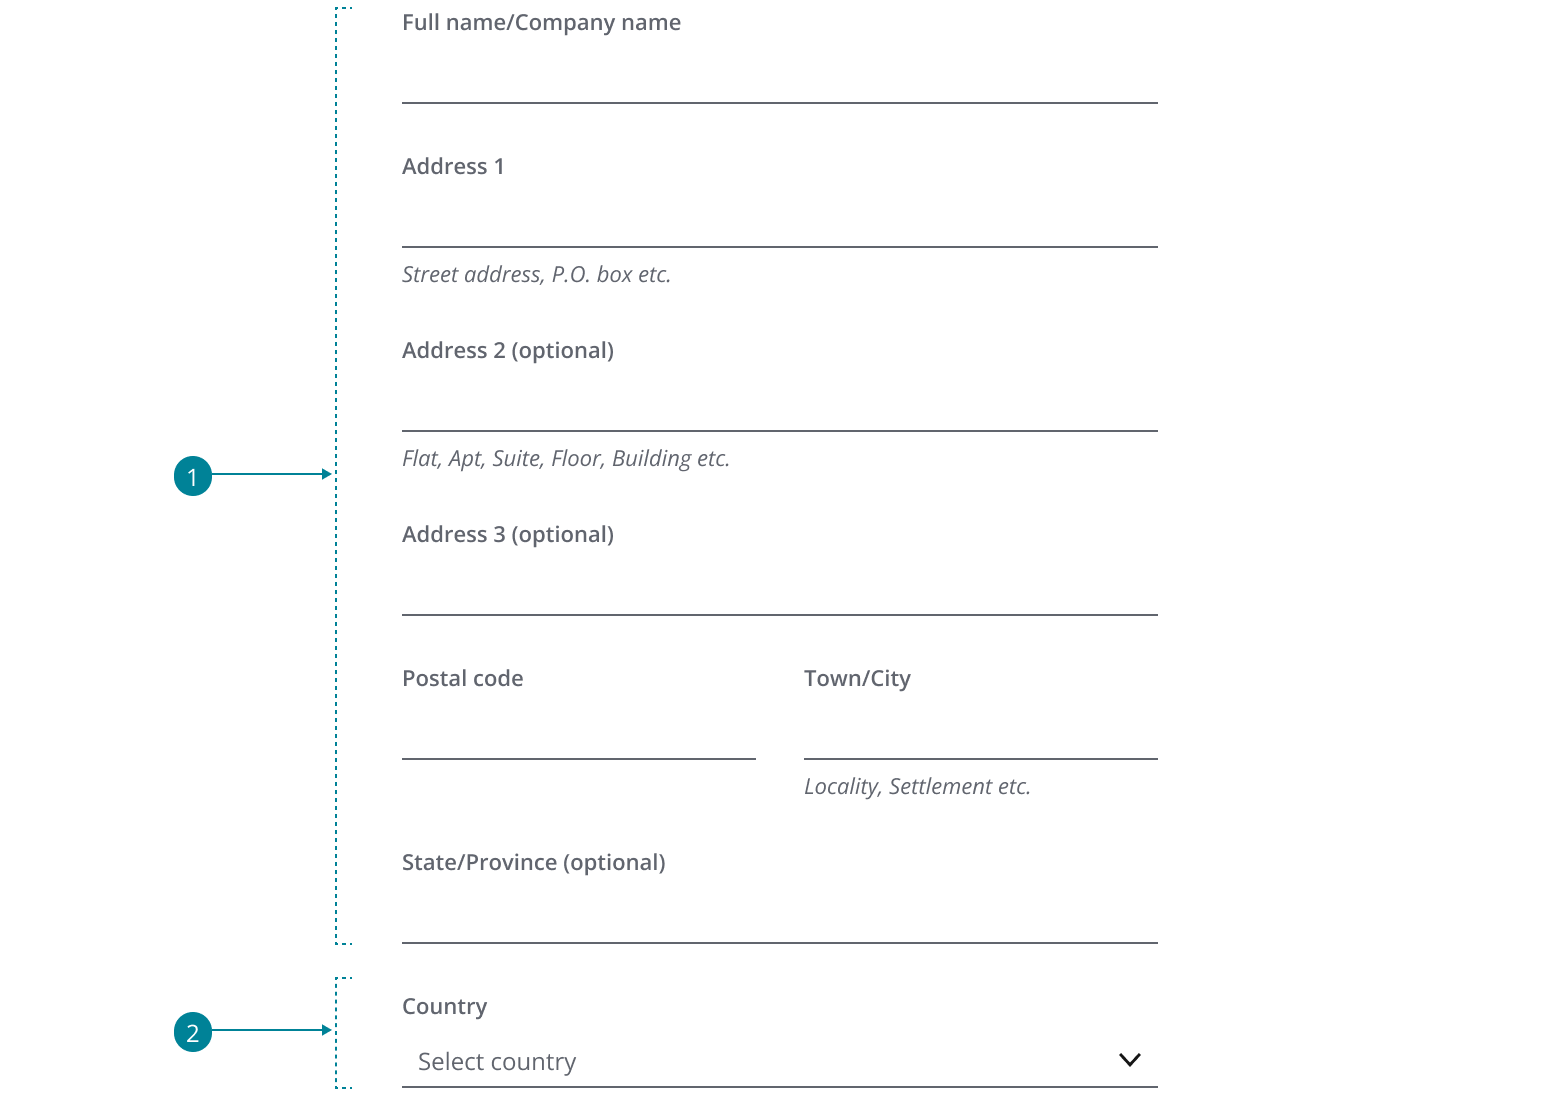 Full name/Company name
Address 1
Street address, P.O. box etc.
Address 2 (optional)
Flat, Apt, Suite, Floor, Building etc.
1
Address 3 (optional)
Postal code
Town/City
Locality, Settlement etc.
State/Province (optional)
Country
2
Select country